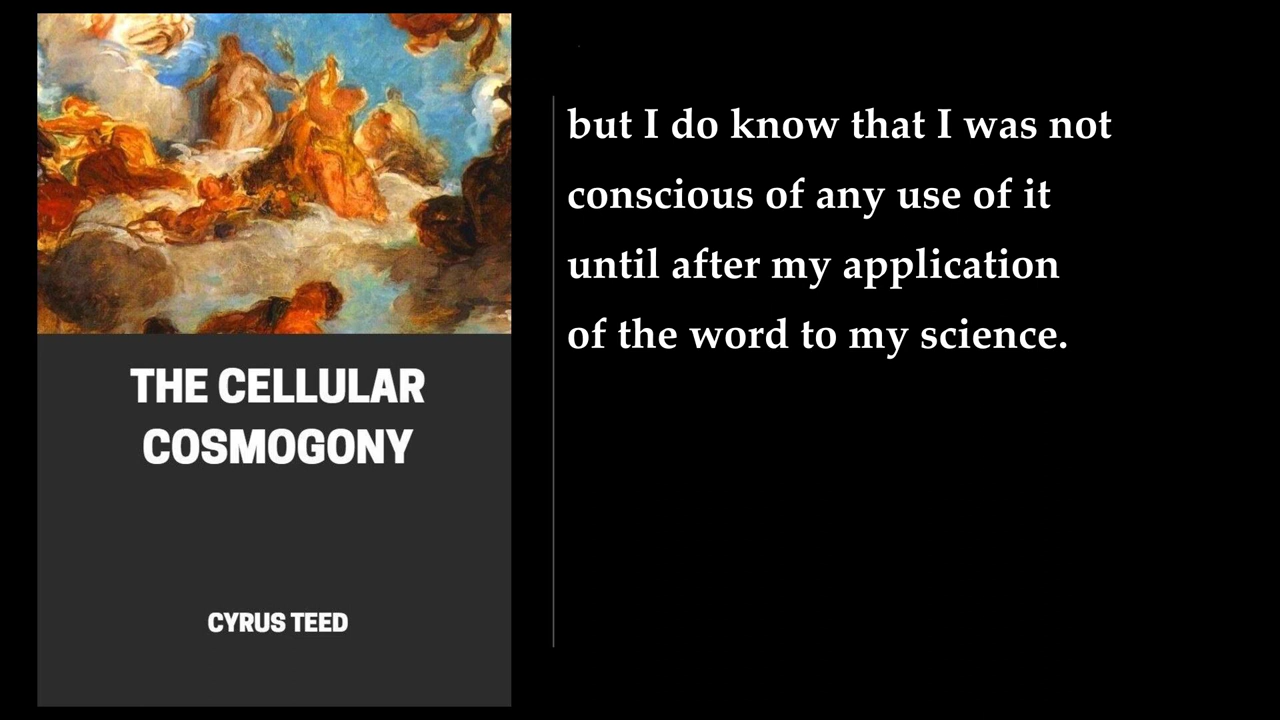 THE CELLULAR
COSMOGONY
CYRUS TEED
but I do know that I was not
conscious of any use of it
until after my application
of the word to my science.